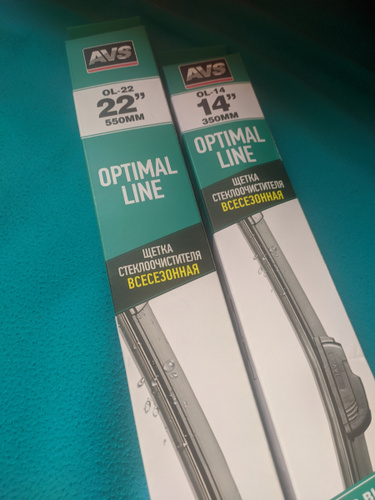 AVS
OL-22
22”
550MM
OPTIMAL
LINE
ЩЕТКА
СТЕКЛООЧИСТИТЕЛЯ
ВСЕСЕЗОННАЯ
AVS
OL-14
14”
350MM
OPTIMAL
LINE
ЩЕТКА
СТЕКЛООЧИСТИТЕЛЯ
ВСЕСЕЗОННАЯ